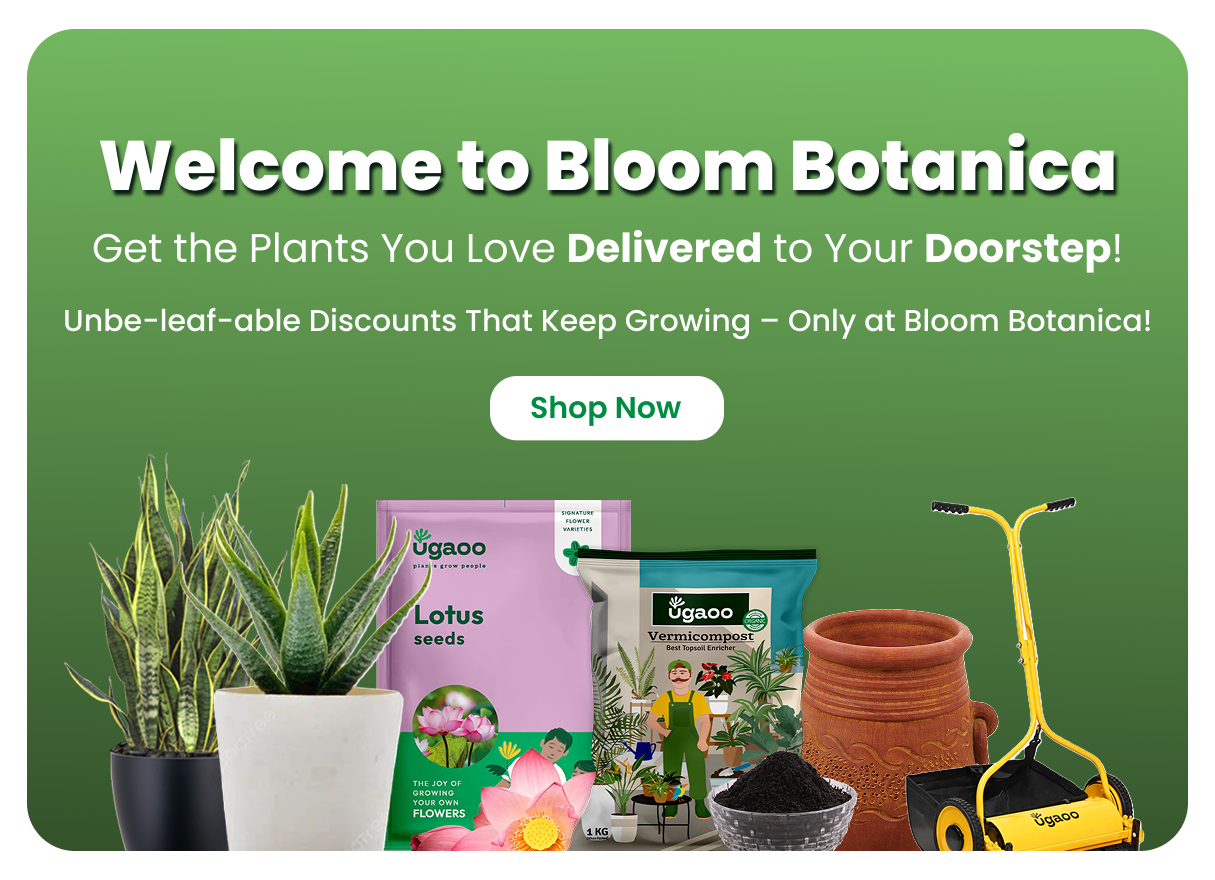 Welcome to Bloom Botanica
Get the Plants You Love Delivered to Your Doorstep!
Unbe-leaf-able Discounts That Keep Growing – Only at Bloom Botanica!
Shop Now
SIGNATURE
FLOWER
VARIETIES
ugaoo
plants grow people
Lotus
seeds
THE JOY OF
GROWING
YOUR OWN
FLOWERS
ugaoo
ORGANIC
Vermicompost
Best Topsoil Enricher
1 KG
ugaoo